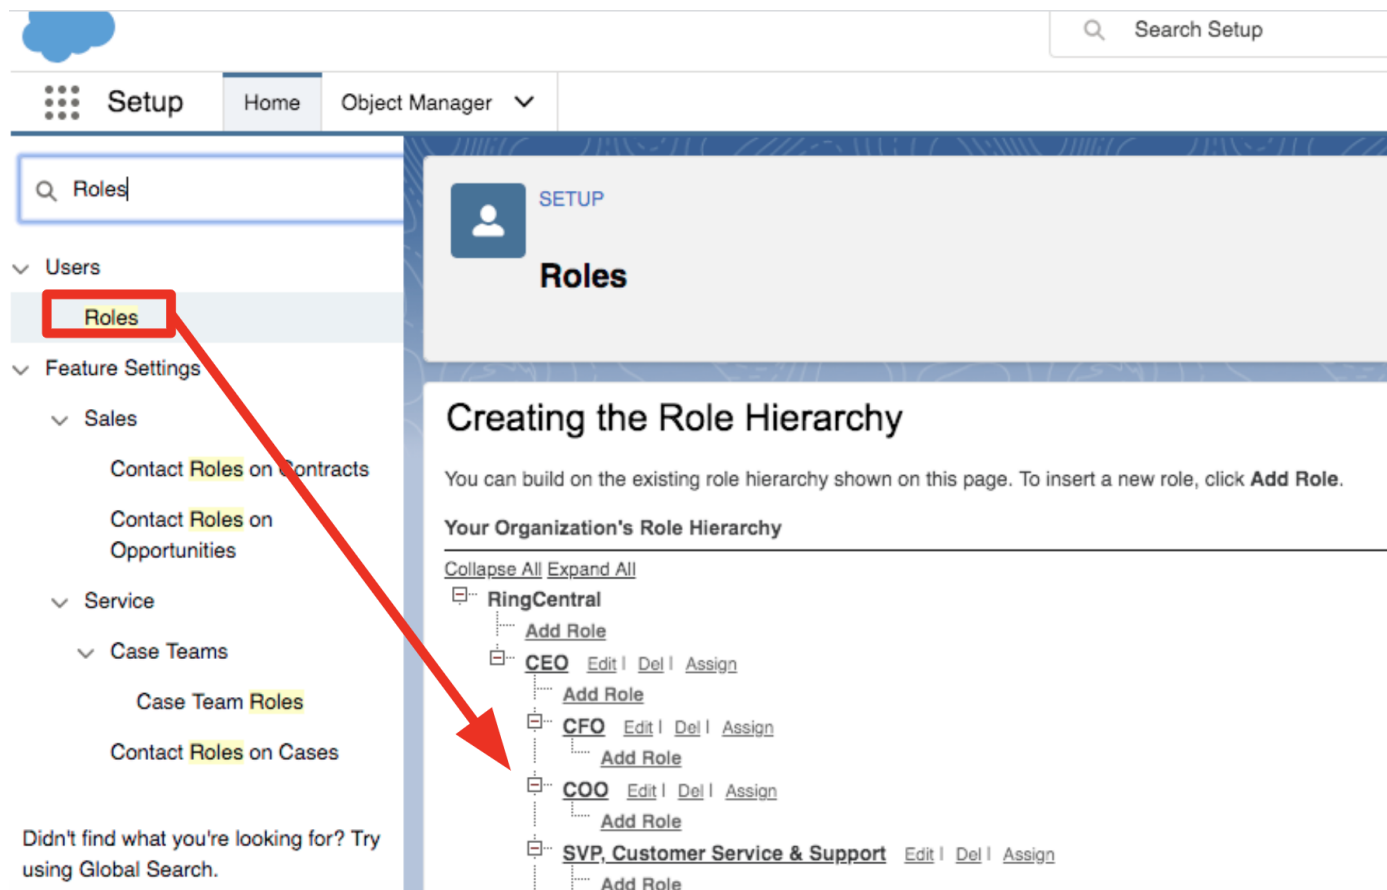 Search Setup
Setup
Home
Object Manager
Roles
Users
Roles
Feature Settings
Sales
Contact Roles on Contracts
Contact Roles on
Opportunities
Service
Case Teams
Case Team Roles
Contact Roles on Cases
Didn't find what you're looking for? Try
using Global Search.
SETUP
Roles
Creating the Role Hierarchy
You can build on the existing role hierarchy shown on this page. To insert a new role, click Add Role.
Your Organization's Role Hierarchy
Collapse All Expand All
RingCentral
Add Role
CEO Edit | Del | Assign
Add Role
CFO Edit | Del | Assign
Add Role
COO Edit | Del | Assign
Add Role
SVP, Customer Service & Support Edit | Del | Assign
Add Role